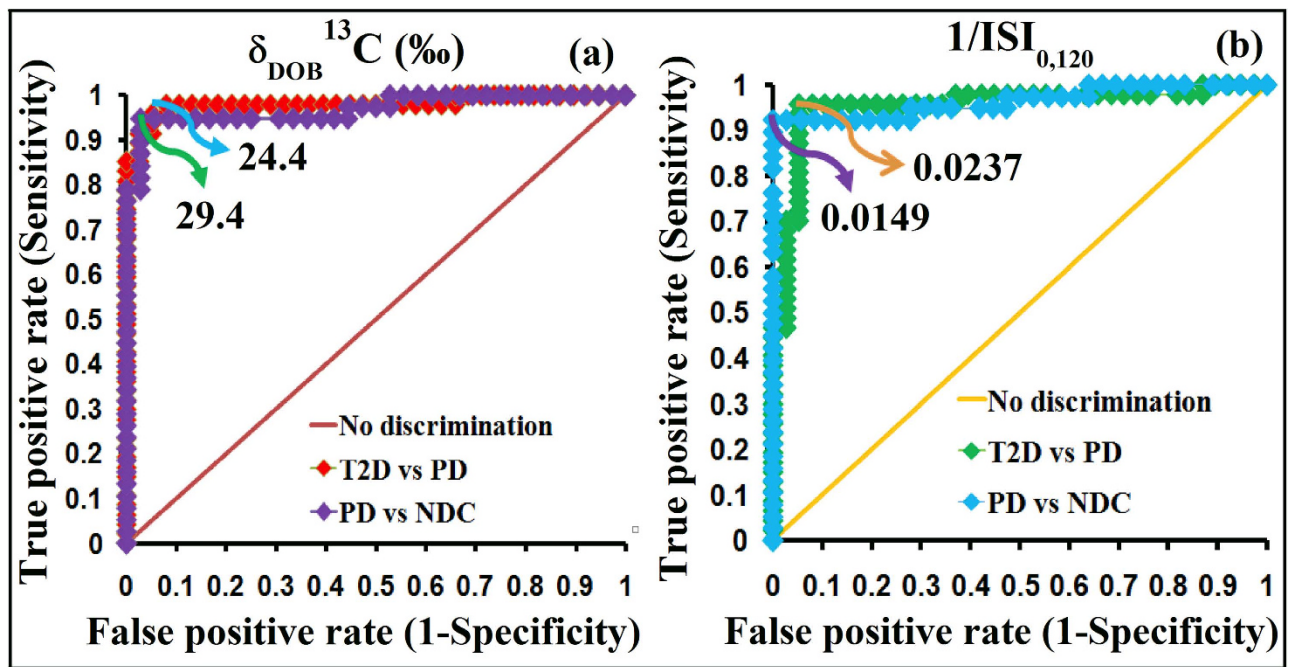 δDOB 13C (‰) (a)
True positive rate (Sensitivity)
1
0.9
0.8
0.7
0.6
0.5
0.4
0.3
0.2
0.1
0
24.4
29.4
No discrimination
T2D vs PD
PD vs NDC
0 0.1 0.2 0.3 0.4 0.5 0.6 0.7 0.8 0.9 1
False positive rate (1-Specificity)
1/ISI0,120 (b)
True positive rate (Sensitivity)
1
0.9
0.8
0.7
0.6
0.5
0.4
0.3
0.2
0.1
0
0.0237
0.0149
No discrimination
T2D vs PD
PD vs NDC
0 0.1 0.2 0.3 0.4 0.5 0.6 0.7 0.8 0.9 1
False positive rate (1-Specificity)